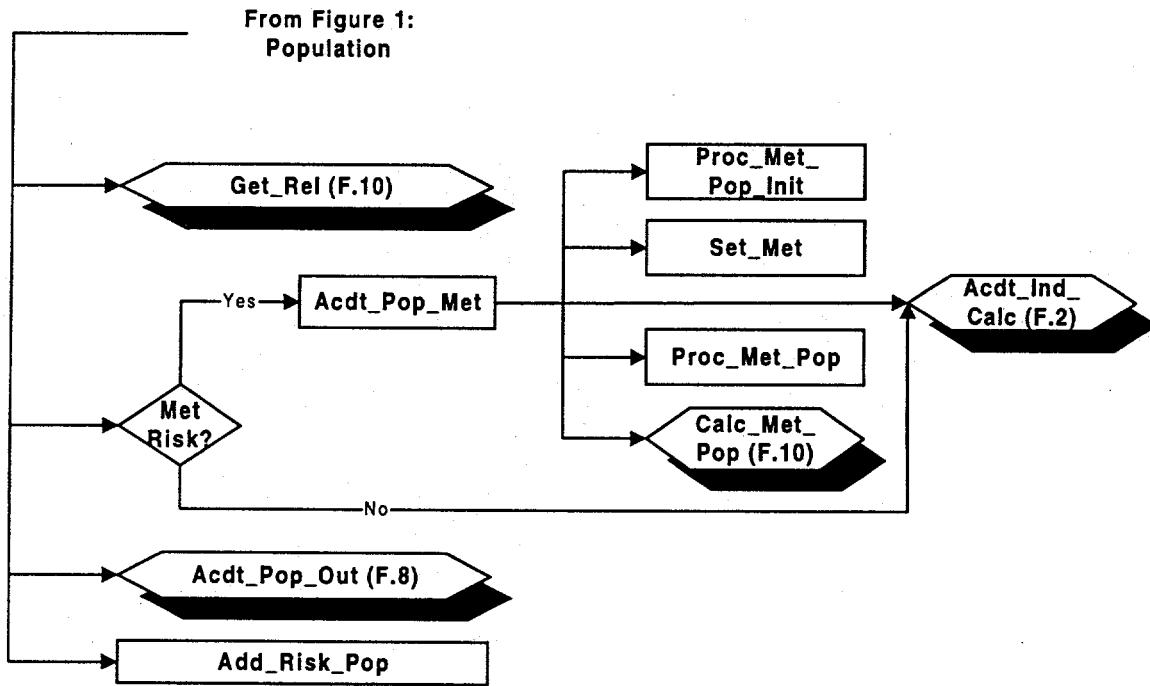 From Figure 1:
Population
Get_Rel (F.10)
Proc_Met_
Pop_Init
Set_Met
Yes
Acdt_Pop_Met
Acdt_Ind_
Calc (F.2)
Proc_Met_Pop
Met
Risk?
Calc_Met_
Pop (F.10)
No
Acdt_Pop_Out (F.8)
Add_Risk_Pop